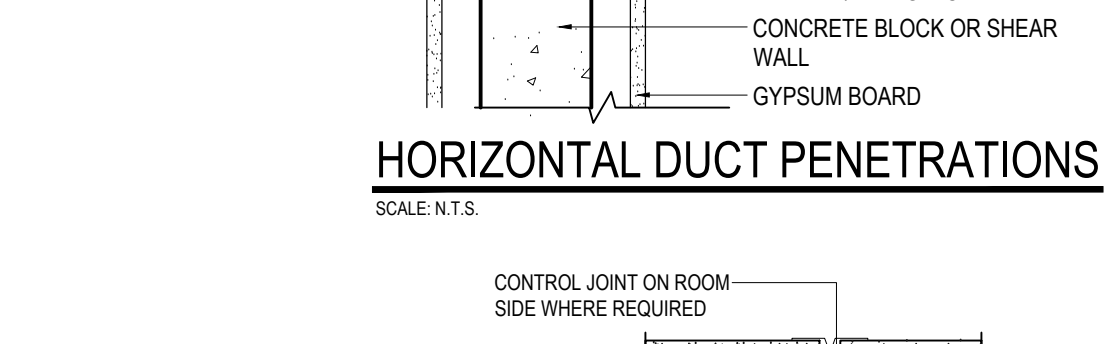 CONCRETE BLOCK OR SHEAR
WALL
GYPSUM BOARD
HORIZONTAL DUCT PENETRATIONS
SCALE: N.T.S.
CONTROL JOINT ON ROOM
SIDE WHERE REQUIRED